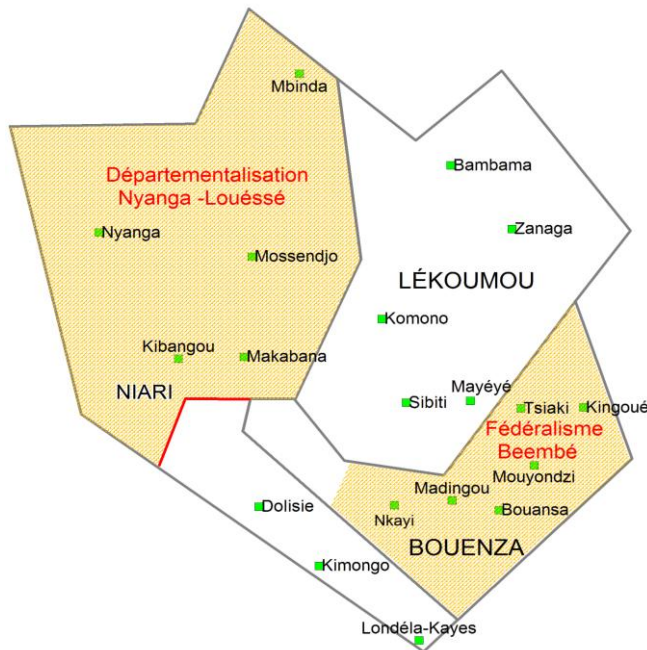 Mbinda
Départementalisation
Nyanga -Louéssé
Bambama
Nyanga
Zanaga
Mossendjo
LÉKOUMOU
Komono
Kibangou
Makabana
NIARI
Mayéyé
Sibiti
Tsiaki
Kingoué
Fédéralisme
Beembé
Mouyondzi
Madingou
Dolisie
Nkayi
Bouansa
BOUENZA
Kimongo
Londéla-Kayes